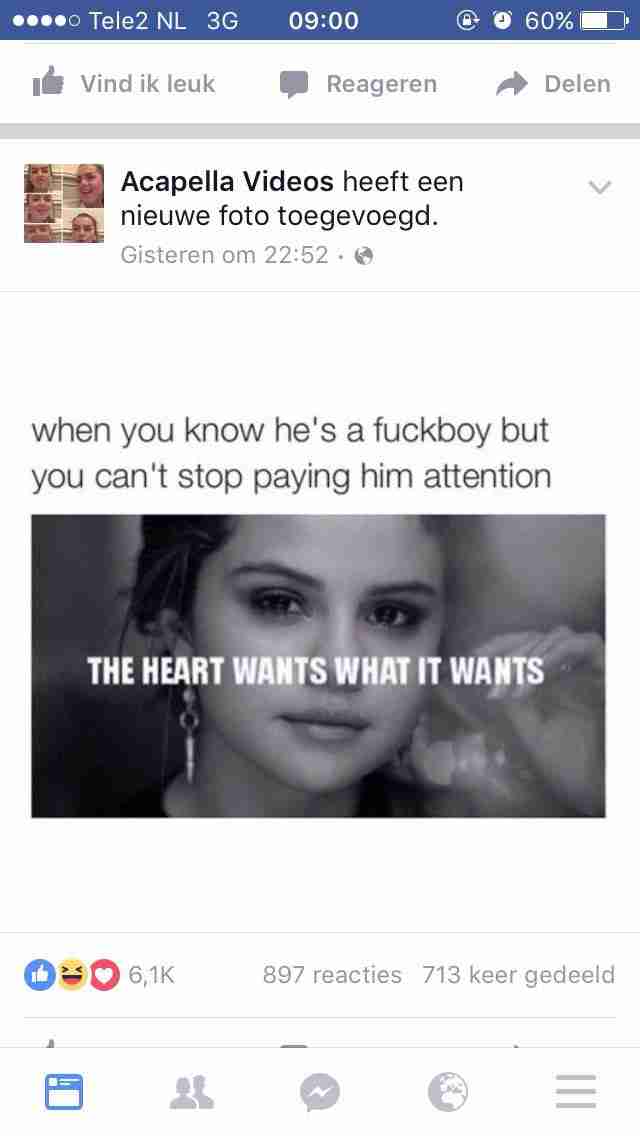 Tele2 NL 3G 09:00 60%
Vind ik leuk Reageren Delen
Acapella Videos heeft een
nieuwe foto toegevoegd.
Gisteren om 22:52 ·
when you know he's a fuckboy but
you can't stop paying him attention
THE HEART WANTS WHAT IT WANTS
6,1K 897 reacties 713 keer gedeeld